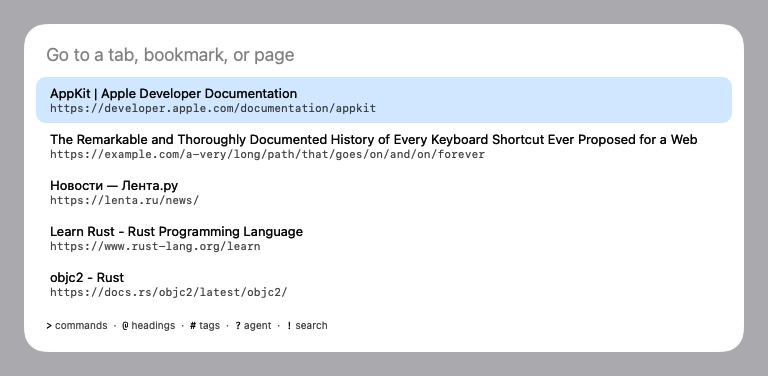 Go to a tab, bookmark, or page
AppKit | Apple Developer Documentation
https://developer.apple.com/documentation/appkit
The Remarkable and Thoroughly Documented History of Every Keyboard Shortcut Ever Proposed for a Web
https://example.com/a-very/long/path/that/goes/on/and/on/forever
Новости — Лента.ру
https://lenta.ru/news/
Learn Rust - Rust Programming Language
https://www.rust-lang.org/learn
objc2 - Rust
https://docs.rs/objc2/latest/objc2/
> commands · @ headings · # tags · ? agent · ! search